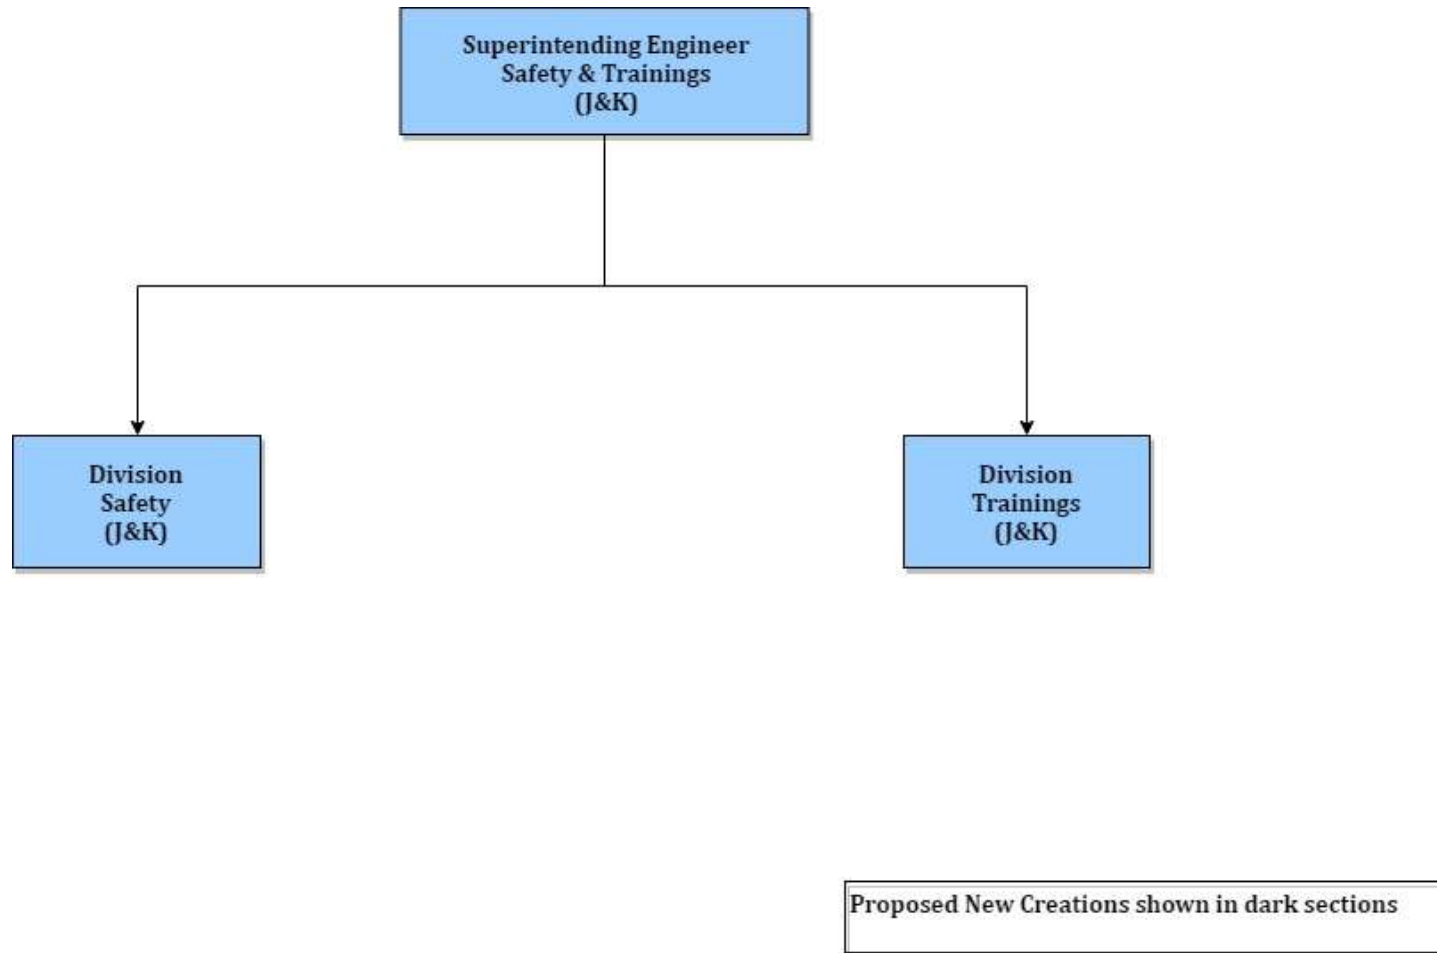 Superintending Engineer
Safety & Trainings
(J&K)
Division
Safety
(J&K)
Division
Trainings
(J&K)
Proposed New Creations shown in dark sections